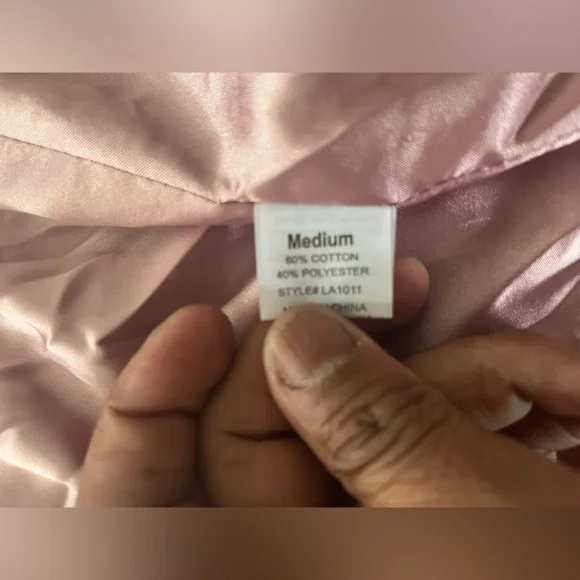 Medium
60% COTTON
40% POLYESTER
STYLE# LA1011
CHINA